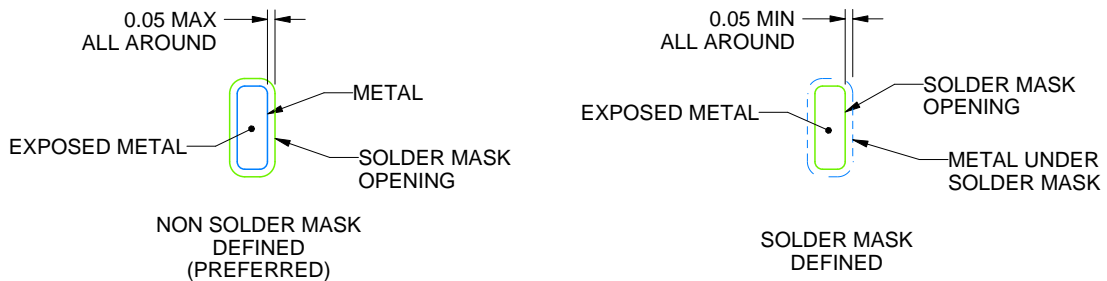 0.05 MAX
ALL AROUND
METAL
EXPOSED METAL
SOLDER MASK
OPENING
NON SOLDER MASK
DEFINED
(PREFERRED)
0.05 MIN
ALL AROUND
SOLDER MASK
OPENING
EXPOSED METAL
METAL UNDER
SOLDER MASK
SOLDER MASK
DEFINED